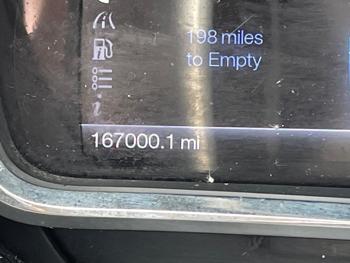 198 miles
to Empty
167000.1 mi